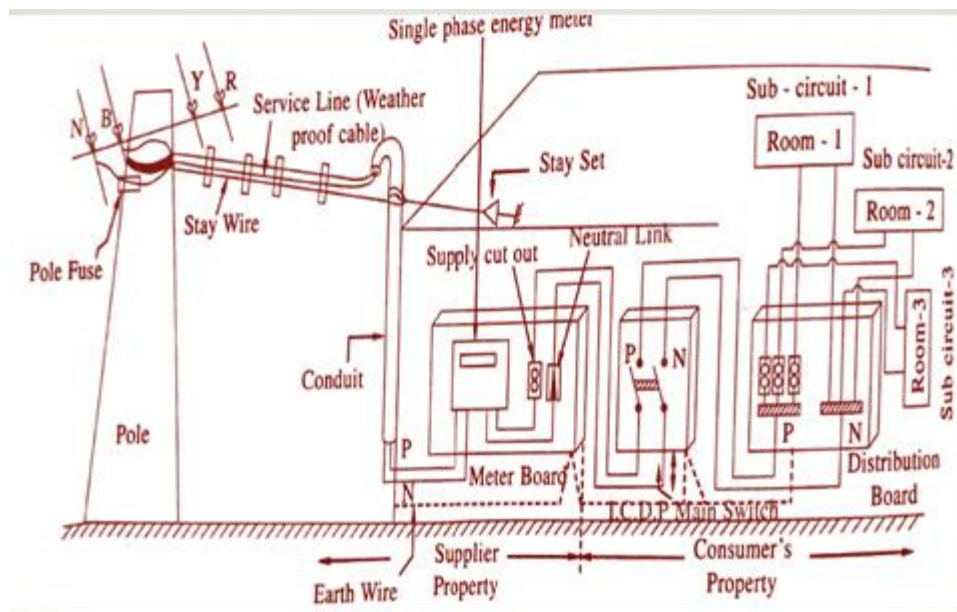 Single phase energy meter
N
B
Y
R
Service Line (Weather
proof cable)
Stay Wire
Pole Fuse
Stay Set
Sub - circuit - 1
Room - 1
Sub circuit-2
Room - 2
Supply cut out
Neutral Link
Room-3
Sub circuit-3
Conduit
Pole
P
N
Meter Board
P
N
I.C.D.P Main Switch
P
N
Distribution
Board
Supplier
Property
Consumer's
Property
Earth Wire